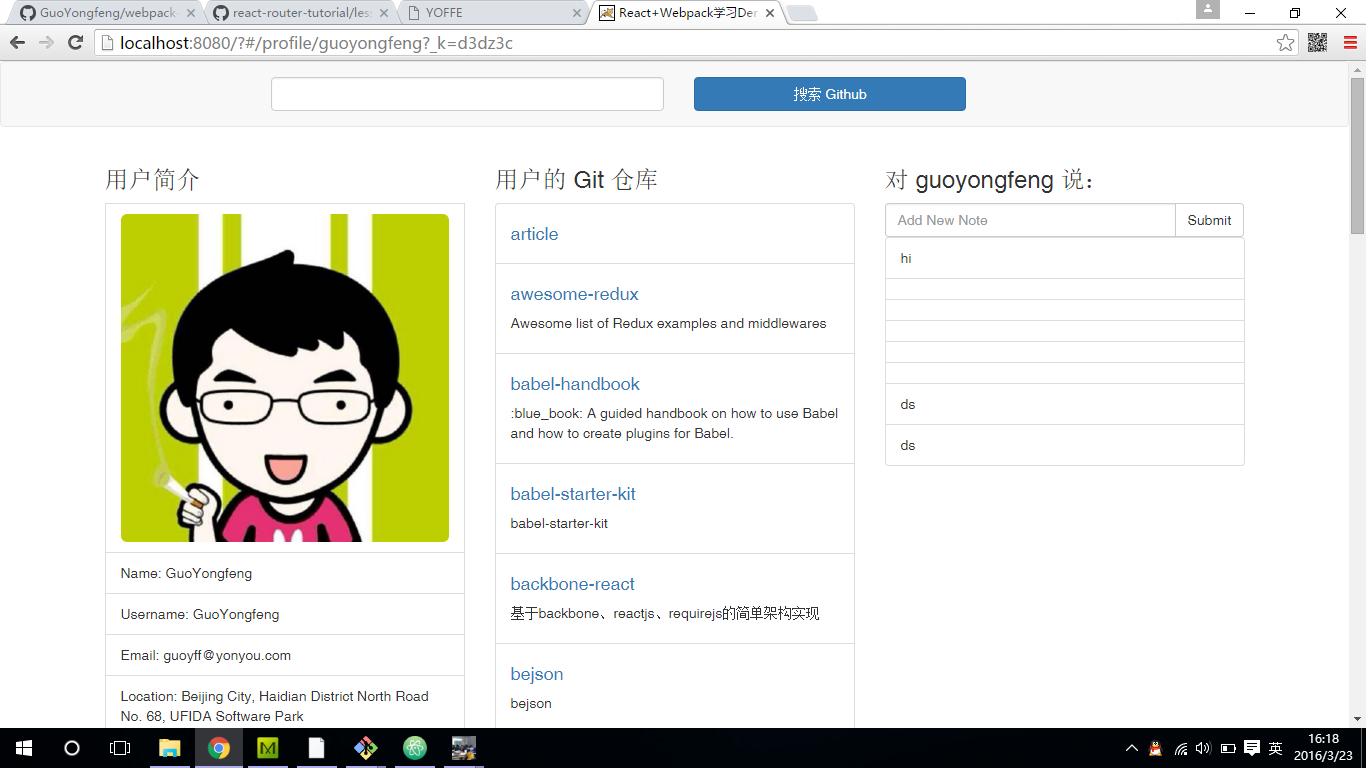 GuoYongfeng/webpack-
react-router-tutorial/les
YOFFE
React+Webpack学习Der
localhost:8080/?#/profile/guoyongfeng?_k=d3dz3c
搜索 Github
用户简介
Name: GuoYongfeng
Username: GuoYongfeng
Email: guoyff@yonyou.com
Location: Beijing City, Haidian District North Road
No. 68, UFIDA Software Park
用户的 Git 仓库
article
awesome-redux
Awesome list of Redux examples and middlewares
babel-handbook
:blue_book: A guided handbook on how to use Babel
and how to create plugins for Babel.
babel-starter-kit
babel-starter-kit
backbone-react
基于backbone、reactjs、requirejs的简单架构实现
bejson
bejson
对 guoyongfeng 说：
Add New Note
Submit
hi
ds
ds
英
16:18
2016/3/23